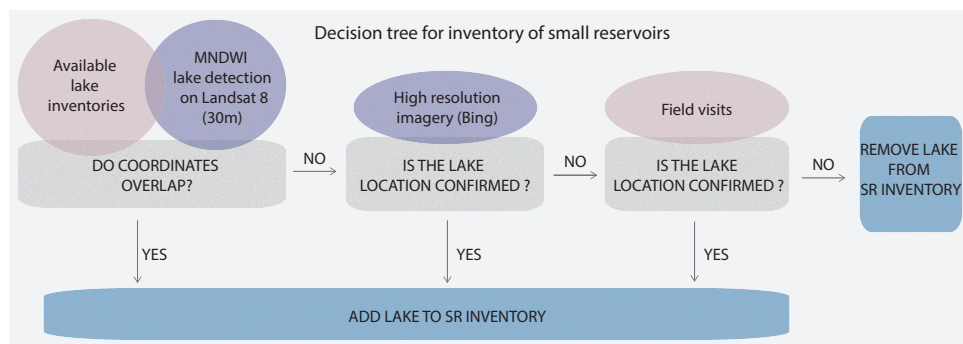 Decision tree for inventory of small reservoirs
Available
lake
inventories
MNDWI
lake detection
on Landsat 8
(30m)
High resolution
imagery (Bing)
Field visits
DO COORDINATES
OVERLAP?
NO
IS THE LAKE
LOCATION CONFIRMED ?
NO
IS THE LAKE
LOCATION CONFIRMED ?
NO
REMOVE LAKE
FROM
SR INVENTORY
YES
YES
YES
ADD LAKE TO SR INVENTORY